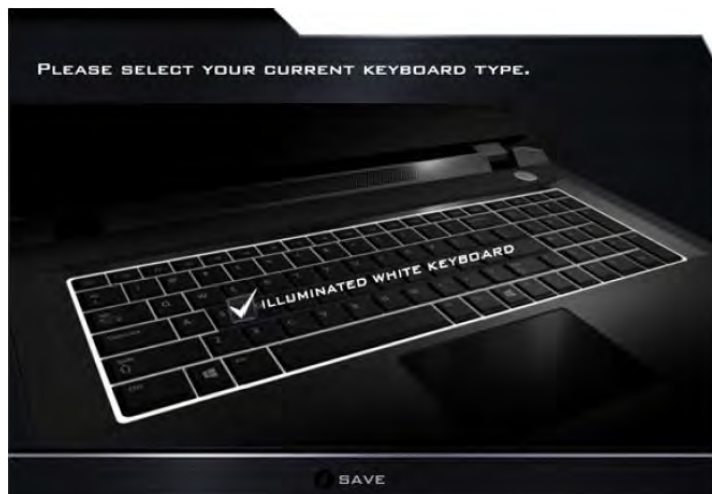 PLEASE SELECT YOUR CURRENT KEYBOARD TYPE.
ILLUMINATED WHITE KEYBOARD
SAVE